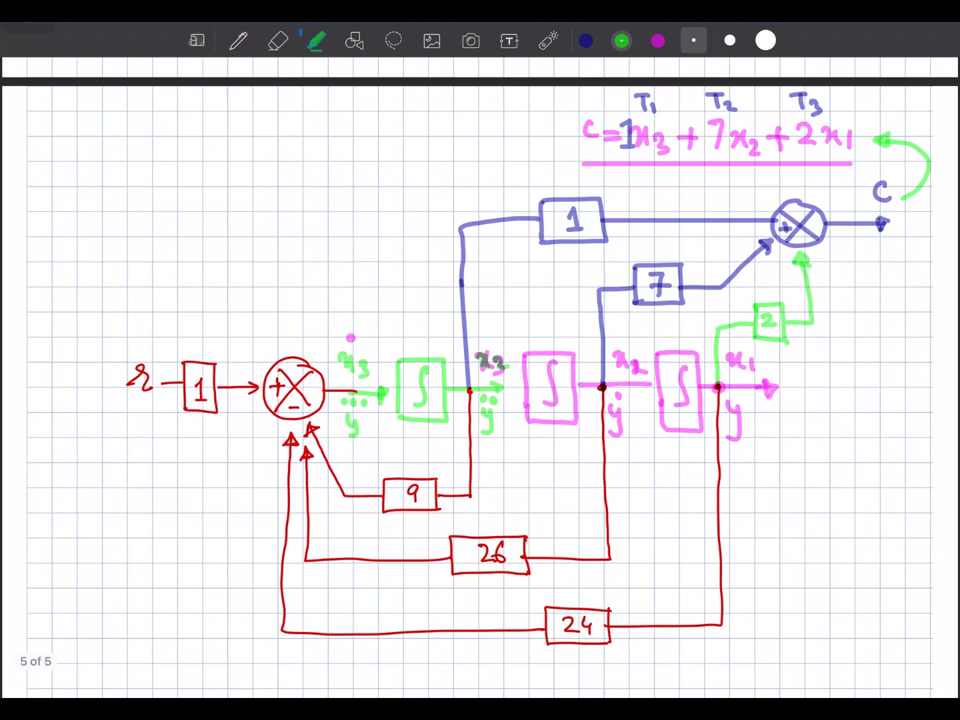 T1 T2 T3
C = 1x3 + 7x2 + 2x1
C
1
+
7
2
ẋ3 x3 x2 x1
r 1 + - ∫ ∫ ∫
y⃛ ÿ ẏ y
9
26
24
5 of 5